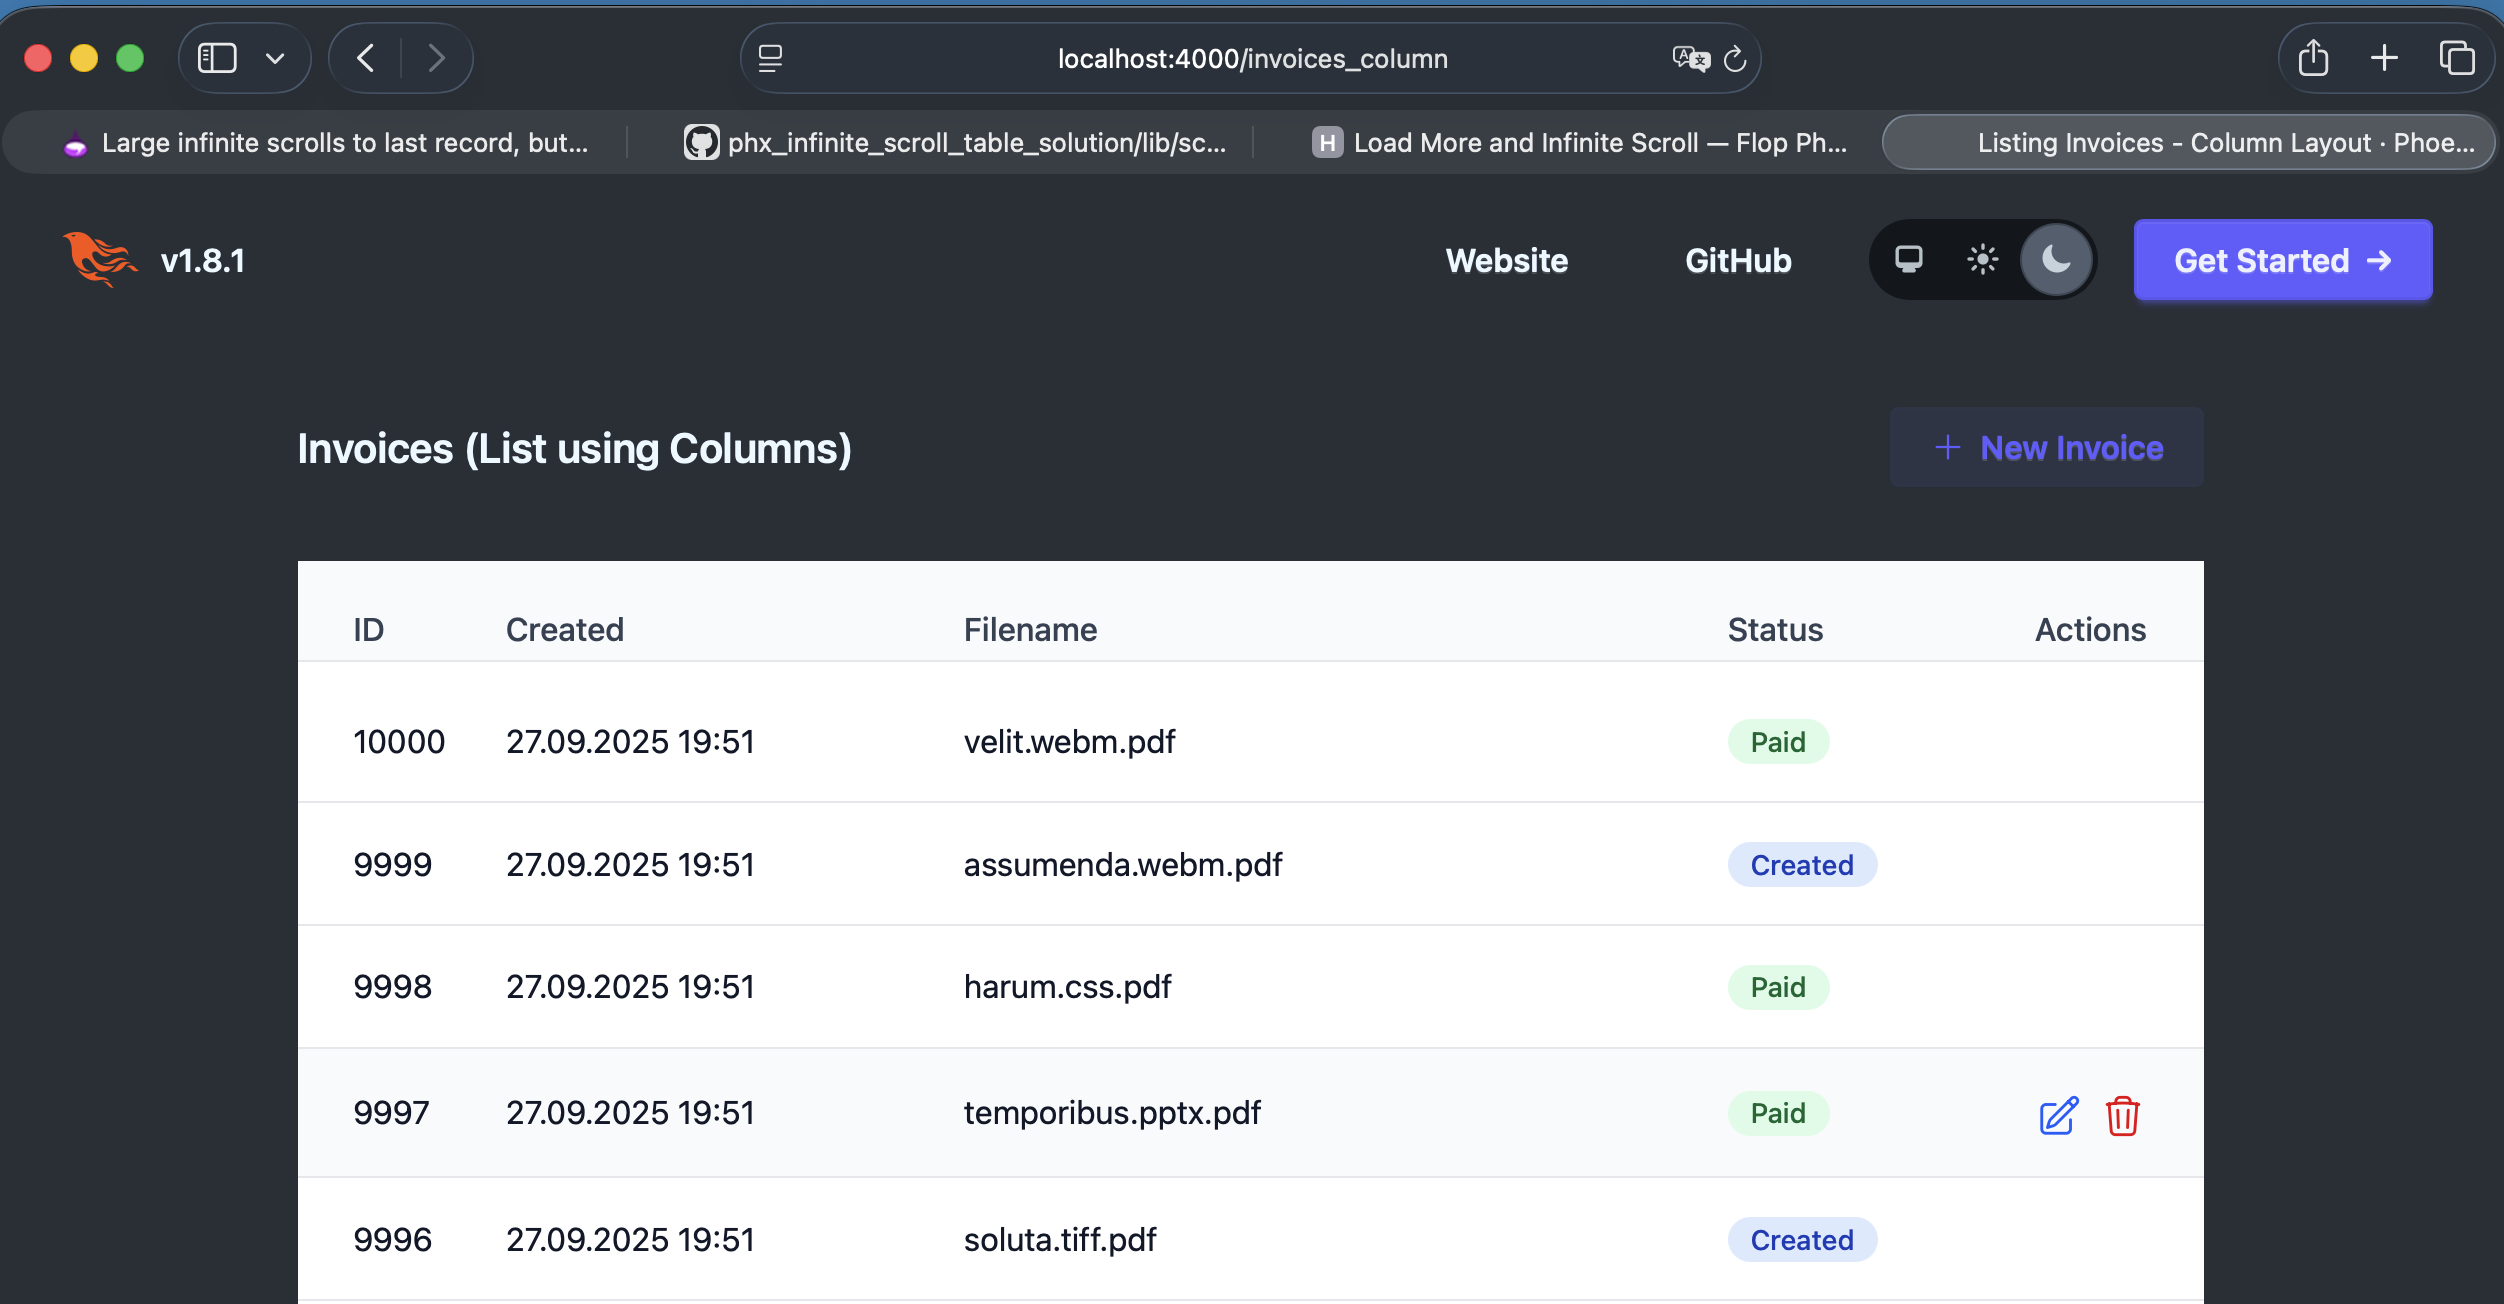 localhost:4000/invoices_column
Large infinite scrolls to last record, but...
phx_infinite_scroll_table_solution/lib/sc...
H Load More and Infinite Scroll — Flop Ph...
Listing Invoices - Column Layout · Phoe...
v1.8.1
Website
GitHub
Get Started →
Invoices (List using Columns)
+ New Invoice
ID Created Filename Status Actions
10000 27.09.2025 19:51 velit.webm.pdf Paid
9999 27.09.2025 19:51 assumenda.webm.pdf Created
9998 27.09.2025 19:51 harum.css.pdf Paid
9997 27.09.2025 19:51 temporibus.pptx.pdf Paid
9996 27.09.2025 19:51 soluta.tiff.pdf Created